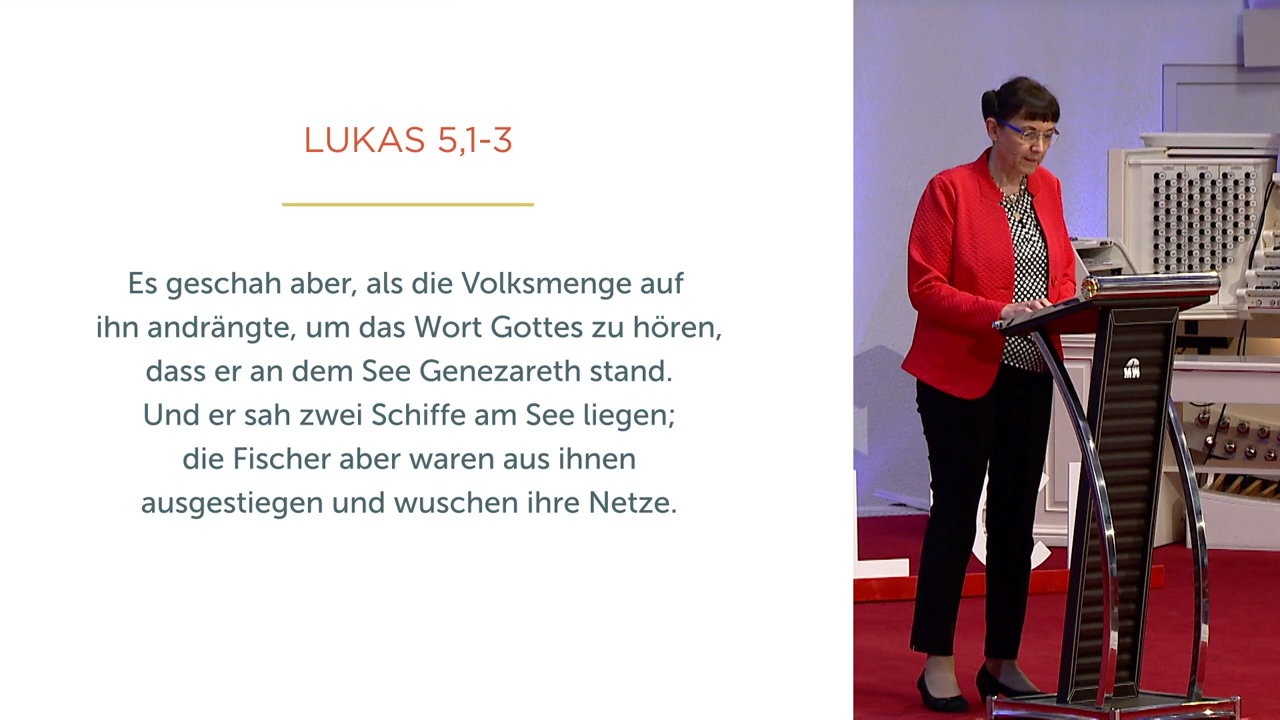 LUKAS 5,1-3
Es geschah aber, als die Volksmenge auf
ihn andrängte, um das Wort Gottes zu hören,
dass er an dem See Genezareth stand.
Und er sah zwei Schiffe am See liegen;
die Fischer aber waren aus ihnen
ausgestiegen und wuschen ihre Netze.
MW